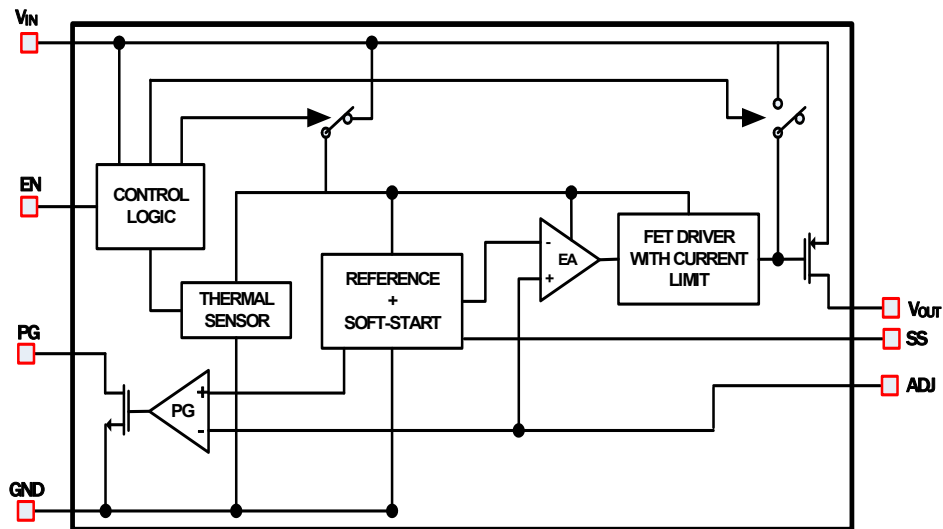 VIN
EN
CONTROL
LOGIC
THERMAL
SENSOR
REFERENCE
+
SOFT-START
-
EA
+
FET DRIVER
WITH CURRENT
LIMIT
VOUT
SS
ADJ
PG
+
PG
-
GND